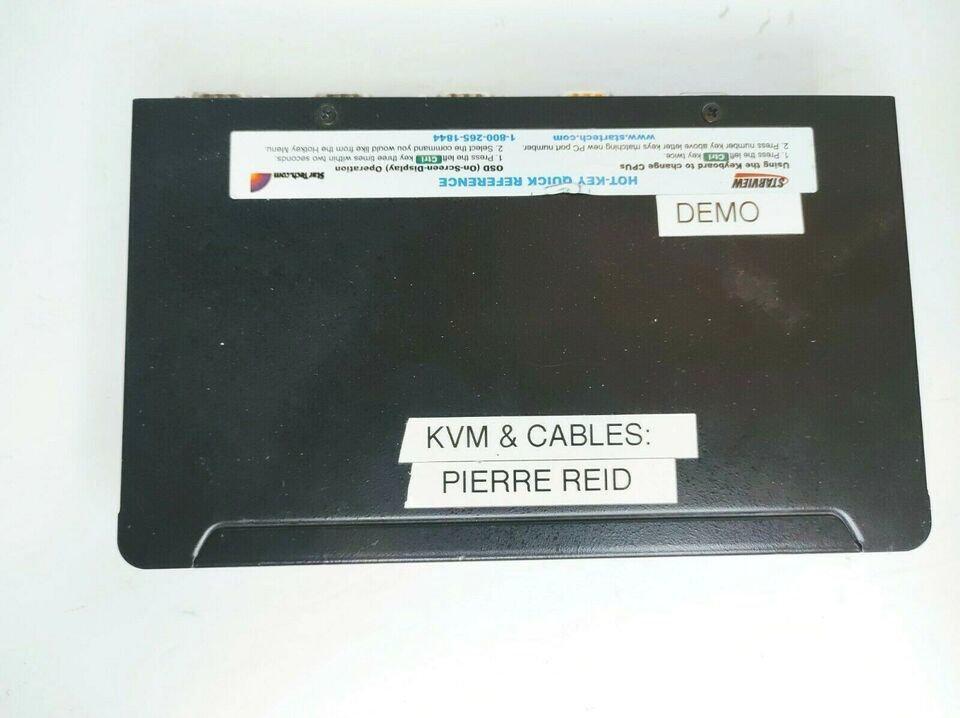 STARVIEW
HOT-KEY QUICK REFERENCE
StarTech.com
Using the Keyboard to change CPUs
1. Press the left Ctrl key twice.
2. Press number key above letter keys matching new PC port number.
www.startech.com
OSD (On-Screen-Display) Operation
1. Press the left Ctrl key three times within two seconds.
2. Select the command you would like from the Hotkey Menu.
1-800-265-1844
DEMO
KVM & CABLES:
PIERRE REID